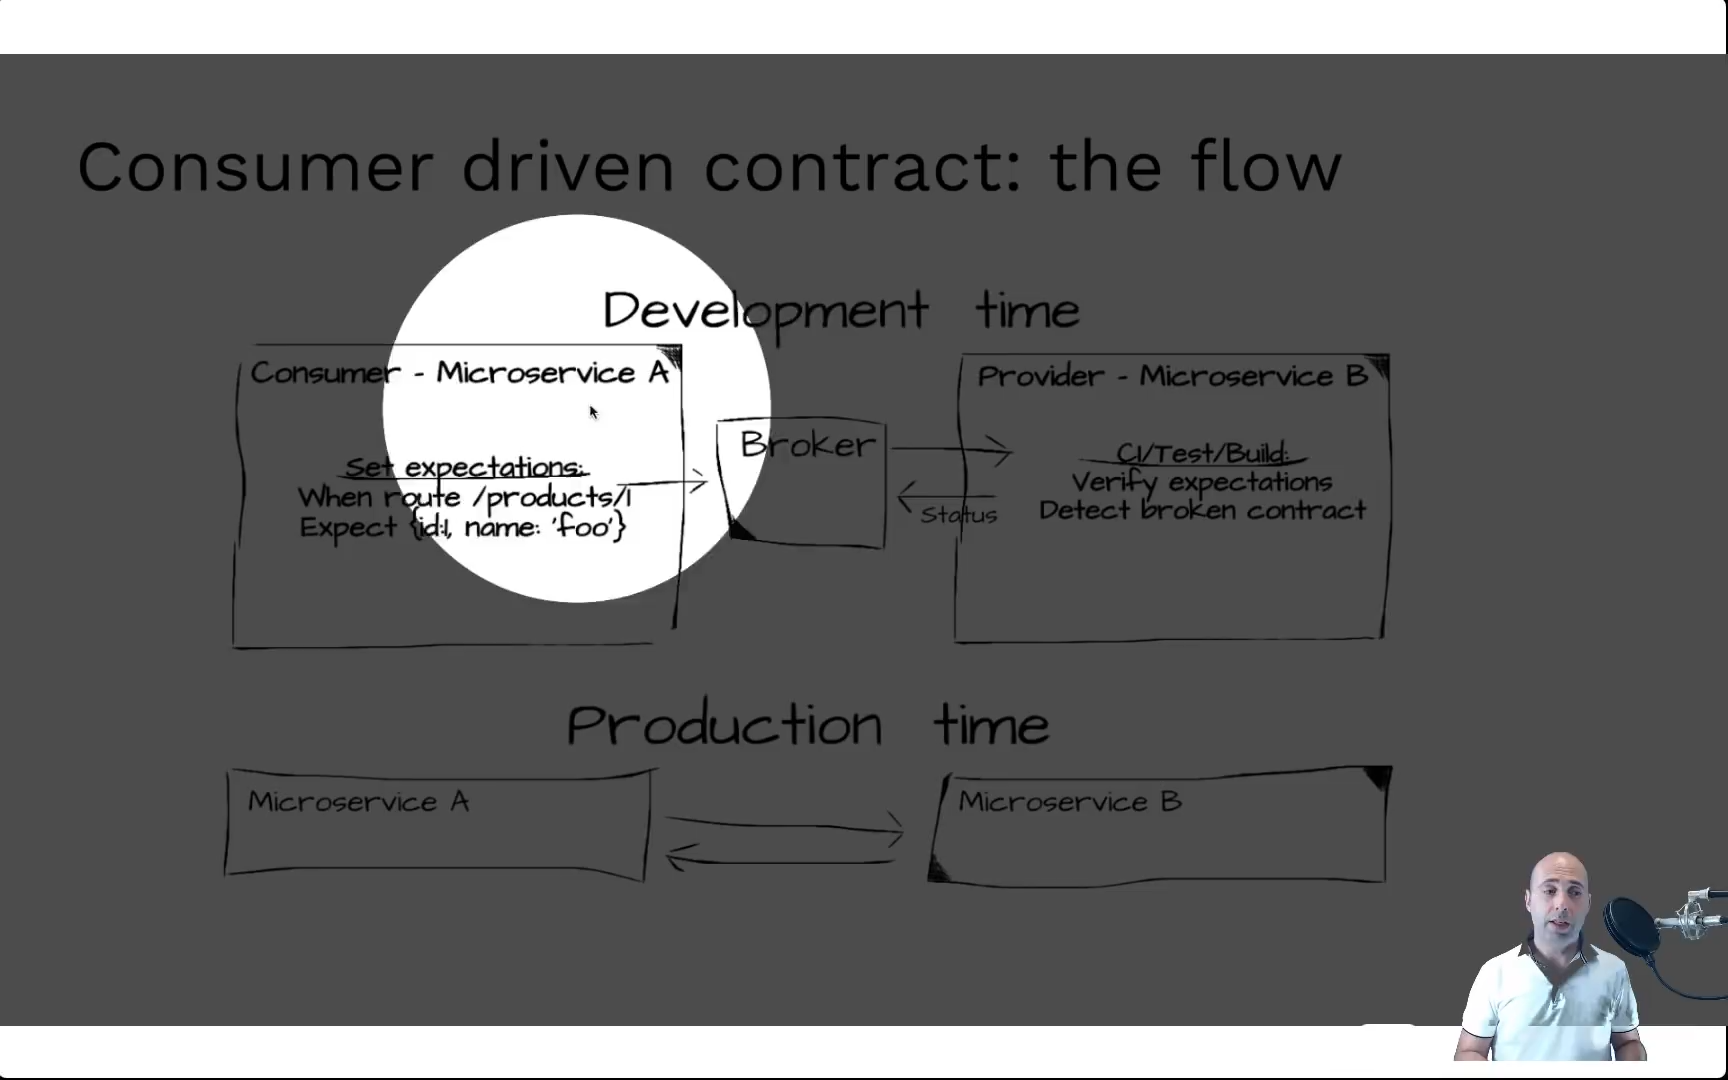 Consumer driven contract: the flow
Development time
Consumer - Microservice A
Set expectations:
When route /products/1
Expect {id:1, name: 'foo'}
Broker
Status
Provider - Microservice B
CI/Test/Build:
Verify expectations
Detect broken contract
Production time
Microservice A
Microservice B